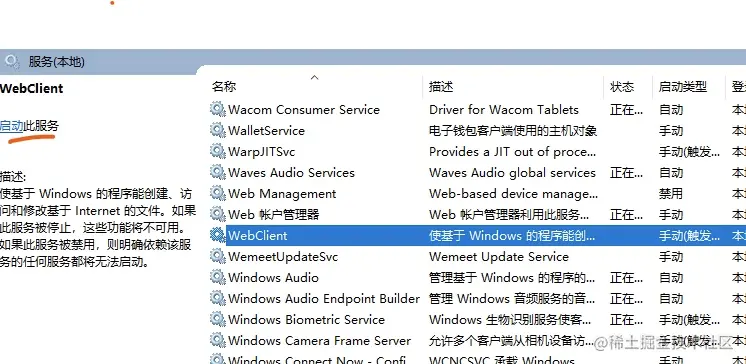 服务(本地)
WebClient
启动此服务
描述:
使基于 Windows 的程序能创建、访
问和修改基于 Internet 的文件。如果
此服务被停止，这些功能将不可用。
如果此服务被禁用，则明确依赖该服
务的任何服务都将无法启动。
名称 描述 状态 启动类型 登
Wacom Consumer Service Driver for Wacom Tablets 正在... 自动 本
WalletService 电子钱包客户端使用的主机对象 手动 本
WarpJITSvc Provides a JIT out of proce... 手动(触发... 本
Waves Audio Services Waves Audio global services 正在... 自动 本
Web Management Web-based device manage... 禁用 本
Web 帐户管理器 Web 帐户管理器利用此服务... 正在... 手动 本
WebClient 使基于 Windows 的程序能创... 手动(触发... 本
WemeetUpdateSvc Wemeet Update Service 手动 本
Windows Audio 管理基于 Windows 的程序的... 正在... 自动 本
Windows Audio Endpoint Builder 管理 Windows 音频服务的音... 正在... 自动 本
Windows Biometric Service Windows 生物识别服务使客... 正在... 手动(触发... 本
Windows Camera Frame Server 允许多个客户端从相机设备访... 手动(触发... 本
Windows Connect Now - Confi... WCNCSVC 承载 Windows
@稀土掘金技术社区